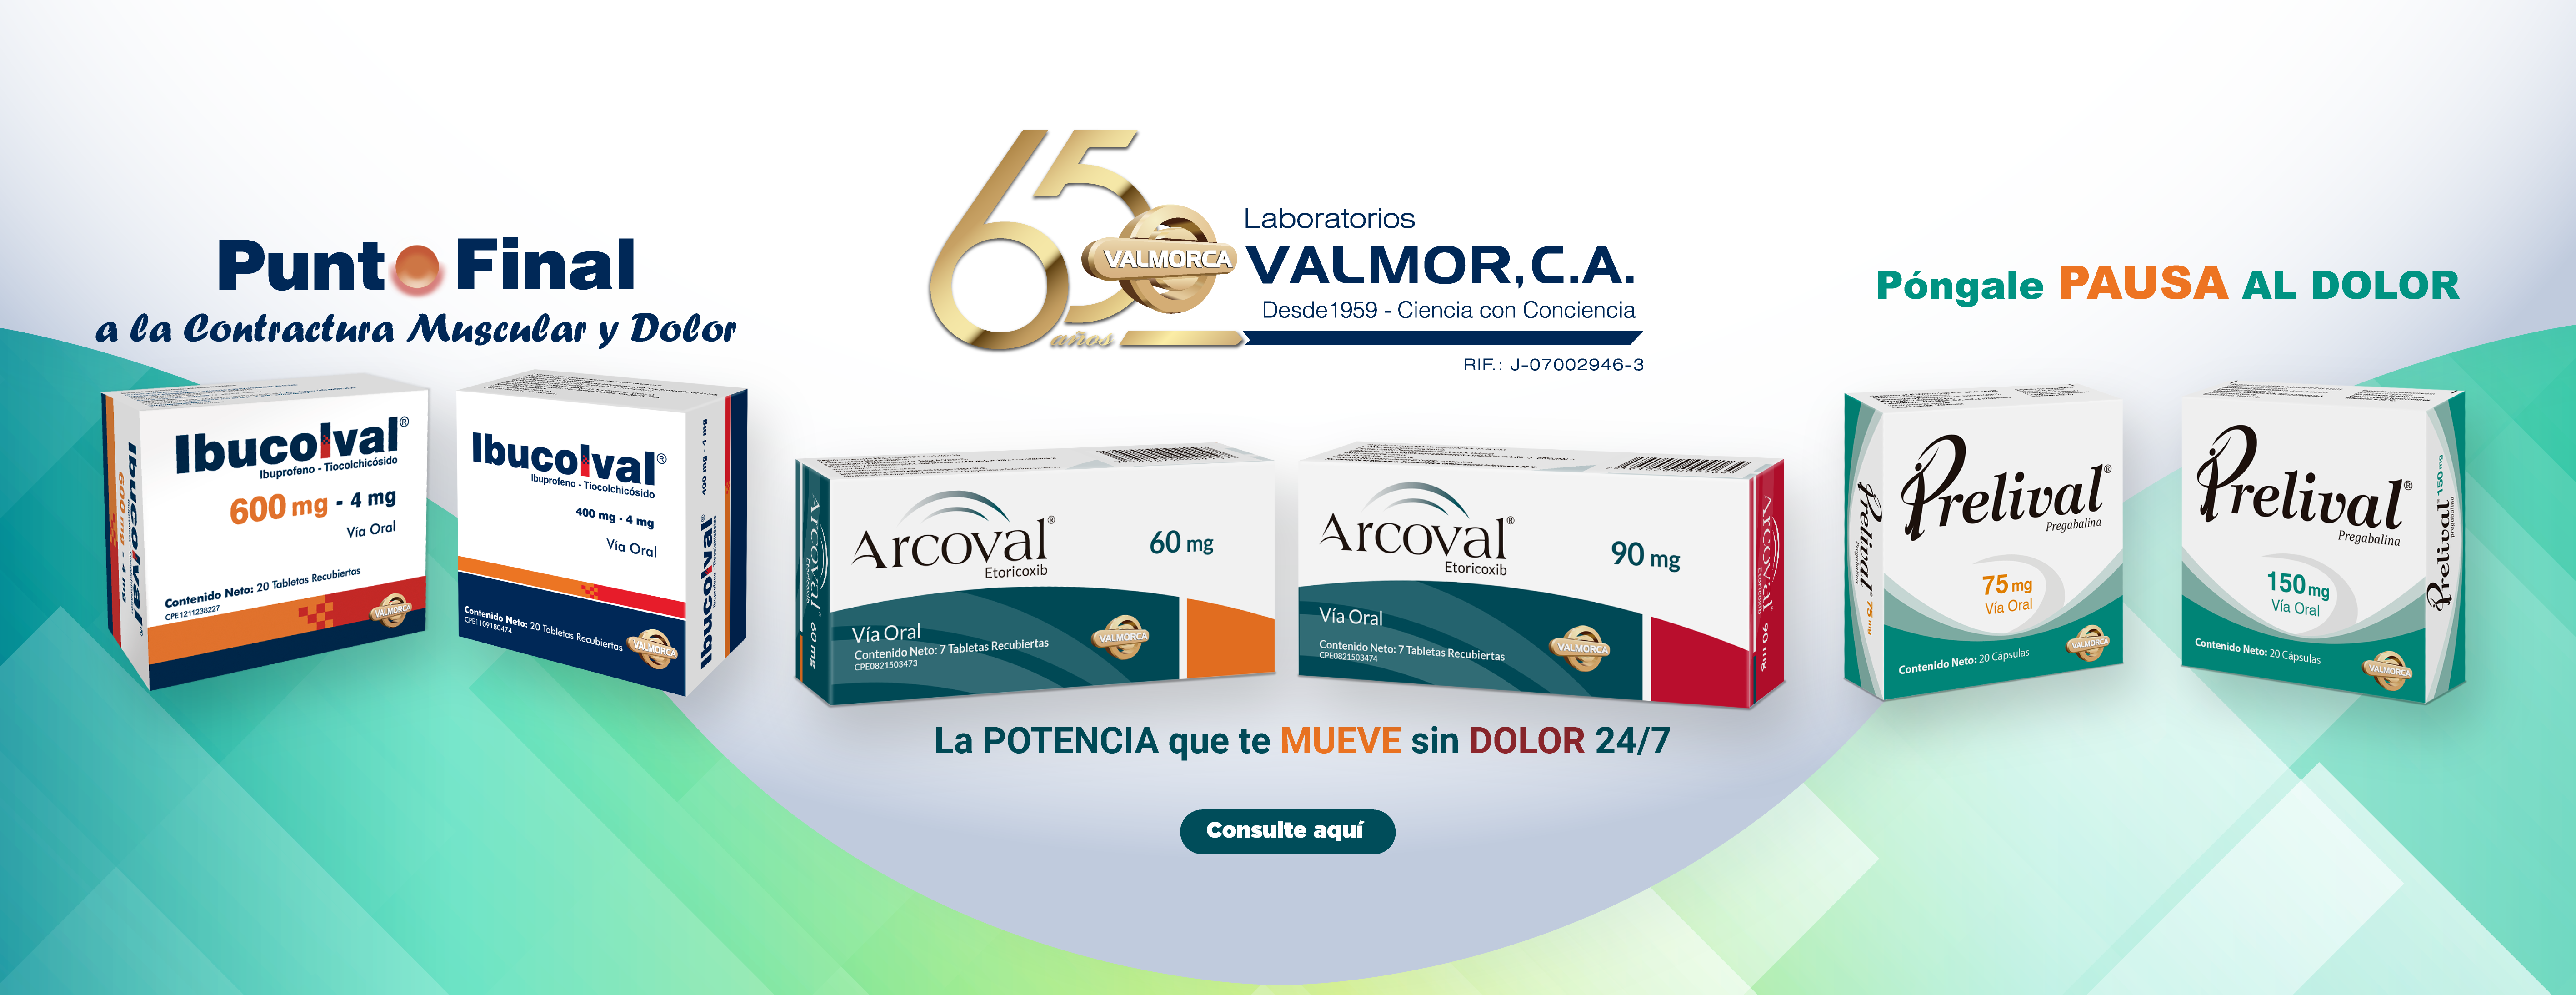 Punto Final
a la Contractura Muscular y Dolor
65
años
VALMORCA
Laboratorios
VALMOR, C.A.
Desde1959 - Ciencia con Conciencia
RIF.: J-07002946-3
Póngale PAUSA AL DOLOR
Ibucolval®
Ibuprofeno - Tiocolchicósido
600 mg - 4 mg
Vía Oral
Contenido Neto: 20 Tabletas Recubiertas
CPE1211238227
VALMORCA
Ibucolval
600 mg - 4 mg
Ibucolval®
Ibuprofeno - Tiocolchicósido
400 mg - 4 mg
Vía Oral
Contenido Neto: 20 Tabletas Recubiertas
CPE1109180474
VALMORCA
Ibucolval®
400 mg - 4 mg
Arcoval®
Etoricoxib
60 mg
Vía Oral
Contenido Neto: 7 Tabletas Recubiertas
CPE0821503473
VALMORCA
Arcoval® 60 mg
Etoricoxib
Arcoval®
Etoricoxib
90 mg
Vía Oral
Contenido Neto: 7 Tabletas Recubiertas
CPE0821503474
VALMORCA
Arcoval® 90 mg
Etoricoxib
Prelival®
Pregabalina
75 mg
Vía Oral
Contenido Neto: 20 Cápsulas
VALMORCA
Prelival® 75 mg
Pregabalina
Prelival®
Pregabalina
150 mg
Vía Oral
Contenido Neto: 20 Cápsulas
VALMORCA
Prelival® 150 mg
Pregabalina
La POTENCIA que te MUEVE sin DOLOR 24/7
Consulte aquí